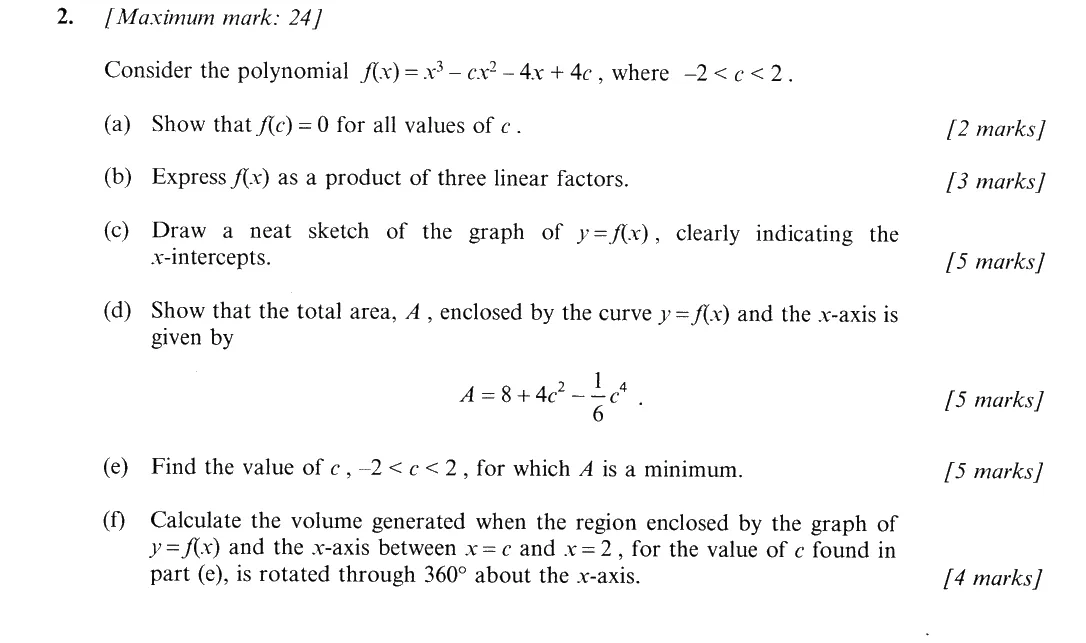 2. [Maximum mark: 24]
Consider the polynomial f(x) = x³ – cx² – 4x + 4c , where –2 < c < 2 .
(a) Show that f(c) = 0 for all values of c . [2 marks]
(b) Express f(x) as a product of three linear factors. [3 marks]
(c) Draw a neat sketch of the graph of y = f(x) , clearly indicating the
x-intercepts. [5 marks]
(d) Show that the total area, A , enclosed by the curve y = f(x) and the x-axis is
given by
A = 8 + 4c² – 1/6 c⁴ . [5 marks]
(e) Find the value of c , –2 < c < 2 , for which A is a minimum. [5 marks]
(f) Calculate the volume generated when the region enclosed by the graph of
y = f(x) and the x-axis between x = c and x = 2 , for the value of c found in
part (e), is rotated through 360° about the x-axis. [4 marks]